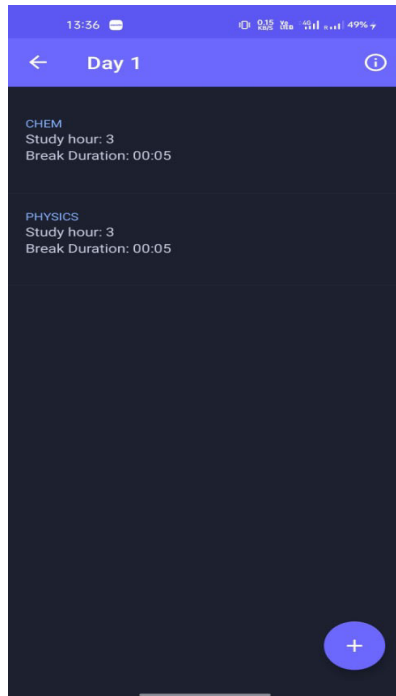 13:36
0.15 KB/S
4G
49%
Day 1
CHEM
Study hour: 3
Break Duration: 00:05
PHYSICS
Study hour: 3
Break Duration: 00:05
+